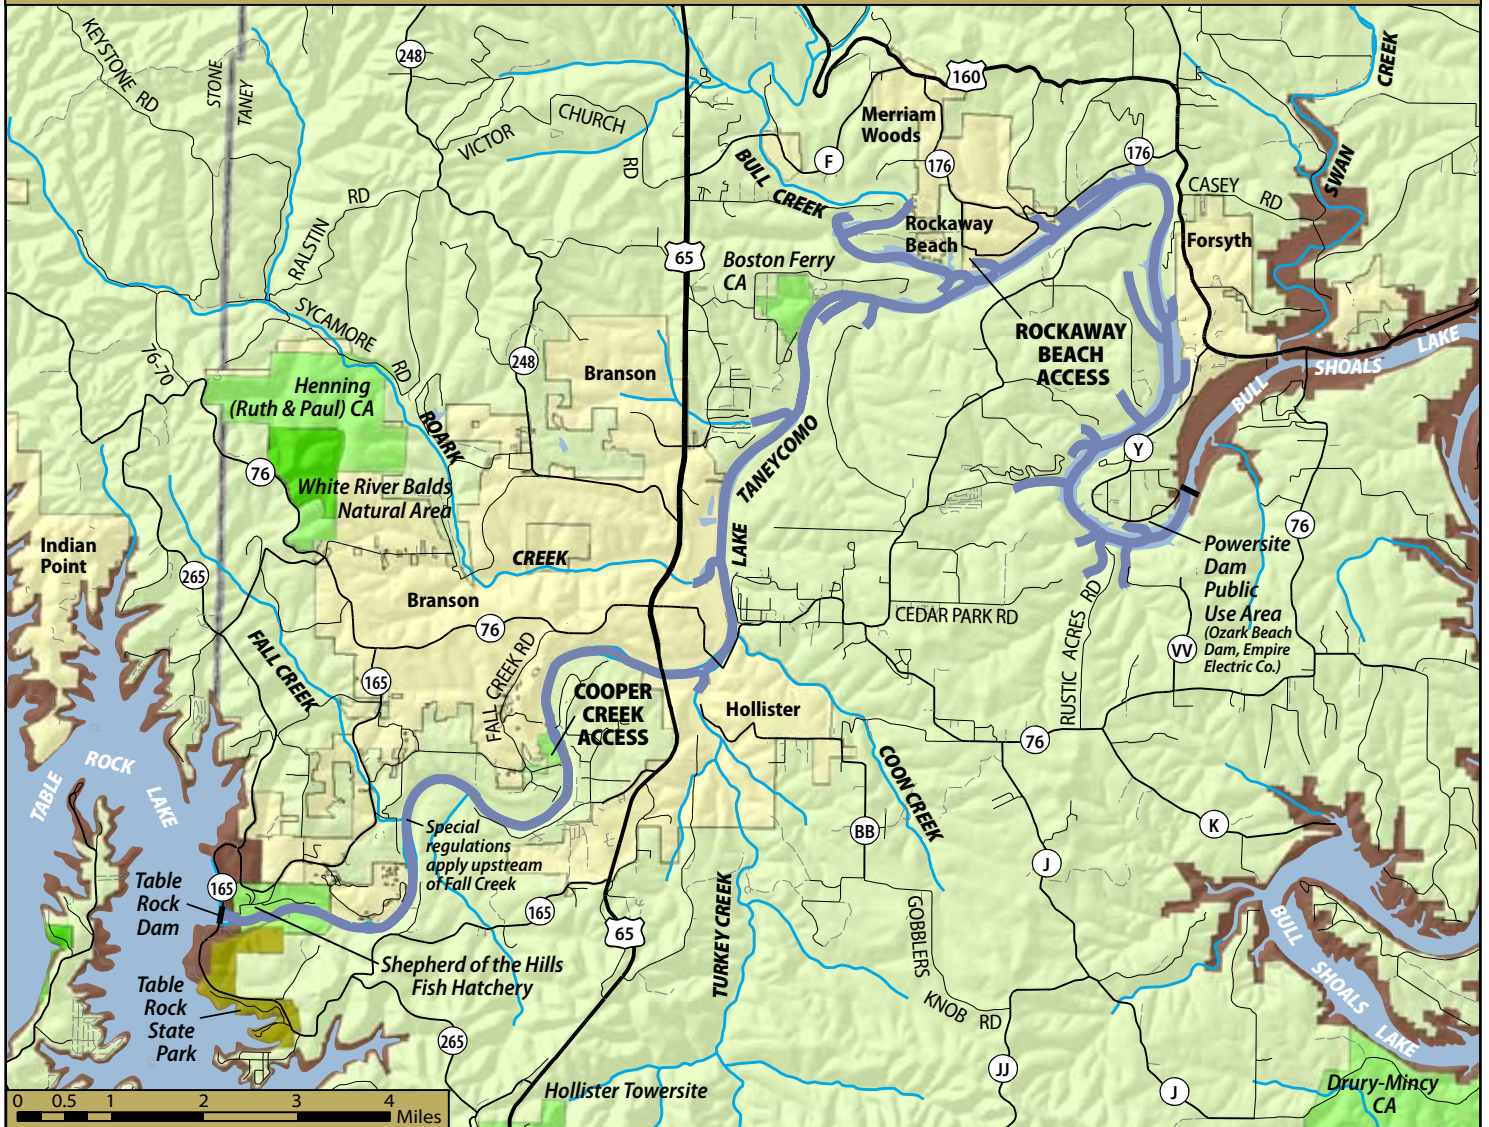 KEYSTONE RD
STONE
TANEY
248
VICTOR
CHURCH
RD
160
Merriam
Woods
F
176
176
BULL
CREEK
CREEK
SWAN
CASEY
RD
RALSTIN
RD
65
Rockaway
Beach
Forsyth
Boston Ferry
CA
SYCAMORE
RD
76-70
248
Branson
ROCKAWAY
BEACH
ACCESS
BULL
SHOALS
LAKE
Henning
(Ruth & Paul) CA
ROARK
76
White River Balds
Natural Area
LAKE
TANEYCOMO
Y
76
Indian
Point
265
CREEK
Branson
76
Powersite
Dam
Public
Use Area
(Ozark Beach
Dam, Empire
Electric Co.)
CEDAR PARK RD
RUSTIC ACRES RD
VV
FALL CREEK
165
FALL CREEK RD
COOPER
CREEK
ACCESS
Hollister
76
TABLE
ROCK
LAKE
COON CREEK
Special
regulations
apply upstream
of Fall Creek
BB
K
J
Table
Rock
Dam
165
165
65
TURKEY CREEK
GOBBLERS
KNOB
RD
BULL
SHOALS
LAKE
Shepherd of the Hills
Fish Hatchery
Table
Rock
State
Park
265
JJ
J
Hollister Towersite
Drury-Mincy
CA
0 0.5 1 2 3 4
Miles